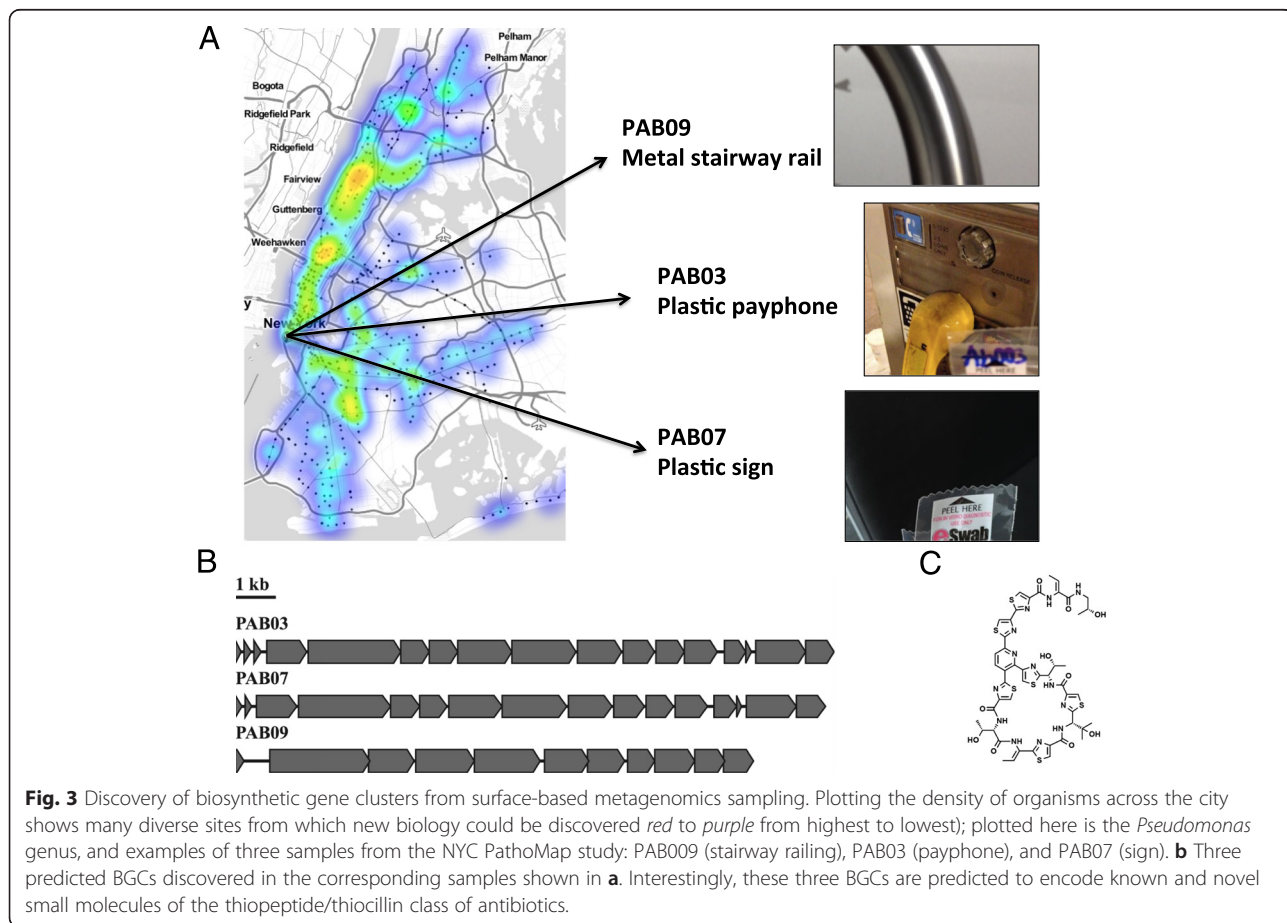 A
Pelham
Pelham Manor
Bogota
Ridgefield Park
Ridgefield
Fairview
Guttenberg
Weehawken
y
New York
PAB09
Metal stairway rail
PAB03
Plastic payphone
Ab003
PEEL HERE
PAB07
Plastic sign
PEEL HERE
eSwab
B
1 kb
PAB03
PAB07
PAB09
C
Fig. 3 Discovery of biosynthetic gene clusters from surface-based metagenomics sampling. Plotting the density of organisms across the city
shows many diverse sites from which new biology could be discovered red to purple from highest to lowest); plotted here is the Pseudomonas
genus, and examples of three samples from the NYC PathoMap study: PAB009 (stairway railing), PAB03 (payphone), and PAB07 (sign). b Three
predicted BGCs discovered in the corresponding samples shown in a. Interestingly, these three BGCs are predicted to encode known and novel
small molecules of the thiopeptide/thiocillin class of antibiotics.